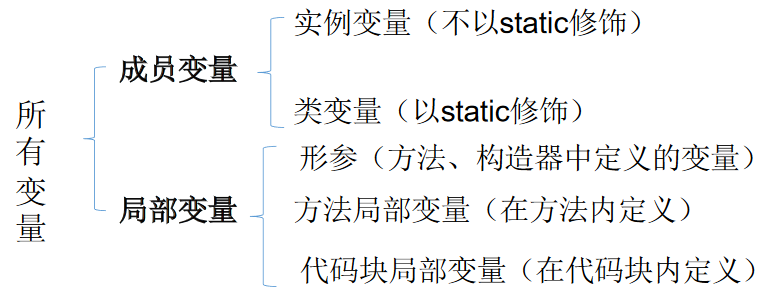 所有变量
成员变量
实例变量（不以static修饰）
类变量（以static修饰）
局部变量
形参（方法、构造器中定义的变量）
方法局部变量（在方法内定义）
代码块局部变量（在代码块内定义）